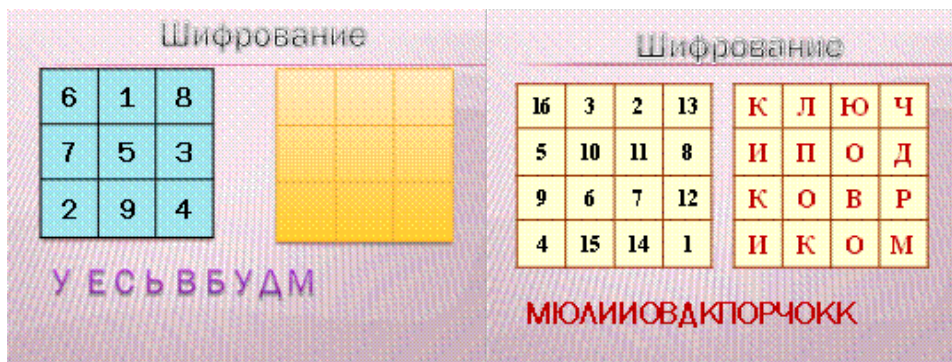 Шифрование
6 1 8
7 5 3
2 9 4
У Е С Ь В Б У Д М
Шифрование
16 3 2 13
5 10 11 8
9 6 7 12
4 15 14 1
К Л Ю Ч
И П О Д
К О В Р
И К О М
МЮЛИИОВДКПОРЧОКК